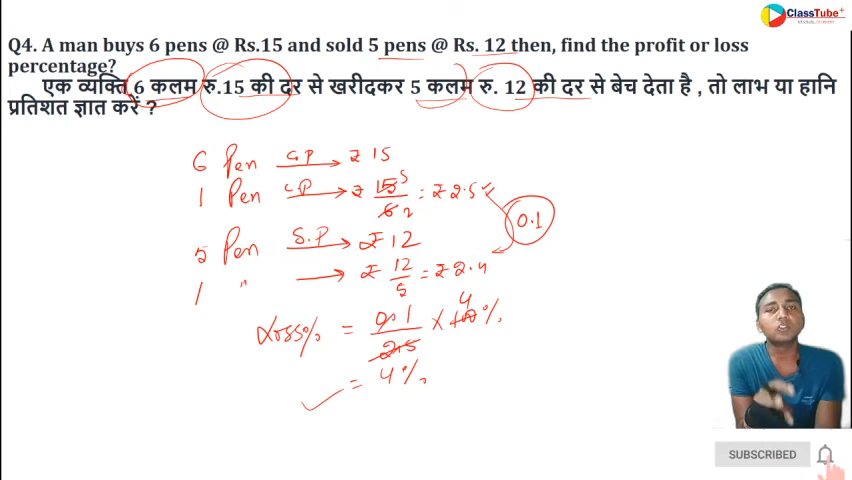 ClassTube+
Q4. A man buys 6 pens @ Rs.15 and sold 5 pens @ Rs. 12 then, find the profit or loss
percentage?
एक व्यक्ति 6 कलम रु.15 की दर से खरीदकर 5 कलम रु. 12 की दर से बेच देता है , तो लाभ या हानि
प्रतिशत ज्ञात करें ?
6 Pen C.P → ₹ 15
1 Pen C.P → ₹ 15/6 = ₹ 2.5
0.1
5 Pen S.P → ₹ 12
1 " → ₹ 12/5 = ₹ 2.4
Loss% = 0.1/2.5 × 100 4 %
= 4%
SUBSCRIBED